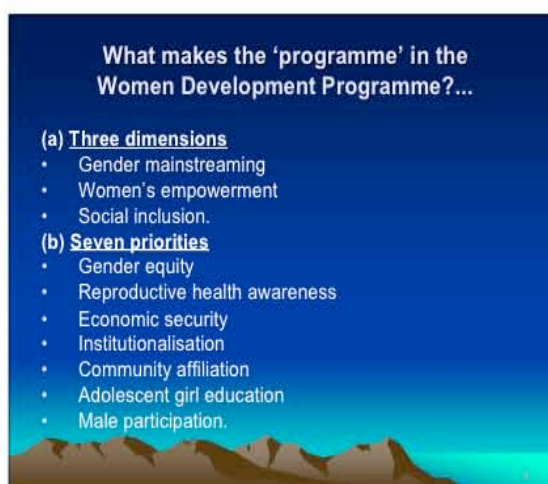 What makes the ‘programme’ in the
Women Development Programme?...
(a) Three dimensions
• Gender mainstreaming
• Women’s empowerment
• Social inclusion.
(b) Seven priorities
• Gender equity
• Reproductive health awareness
• Economic security
• Institutionalisation
• Community affiliation
• Adolescent girl education
• Male participation.